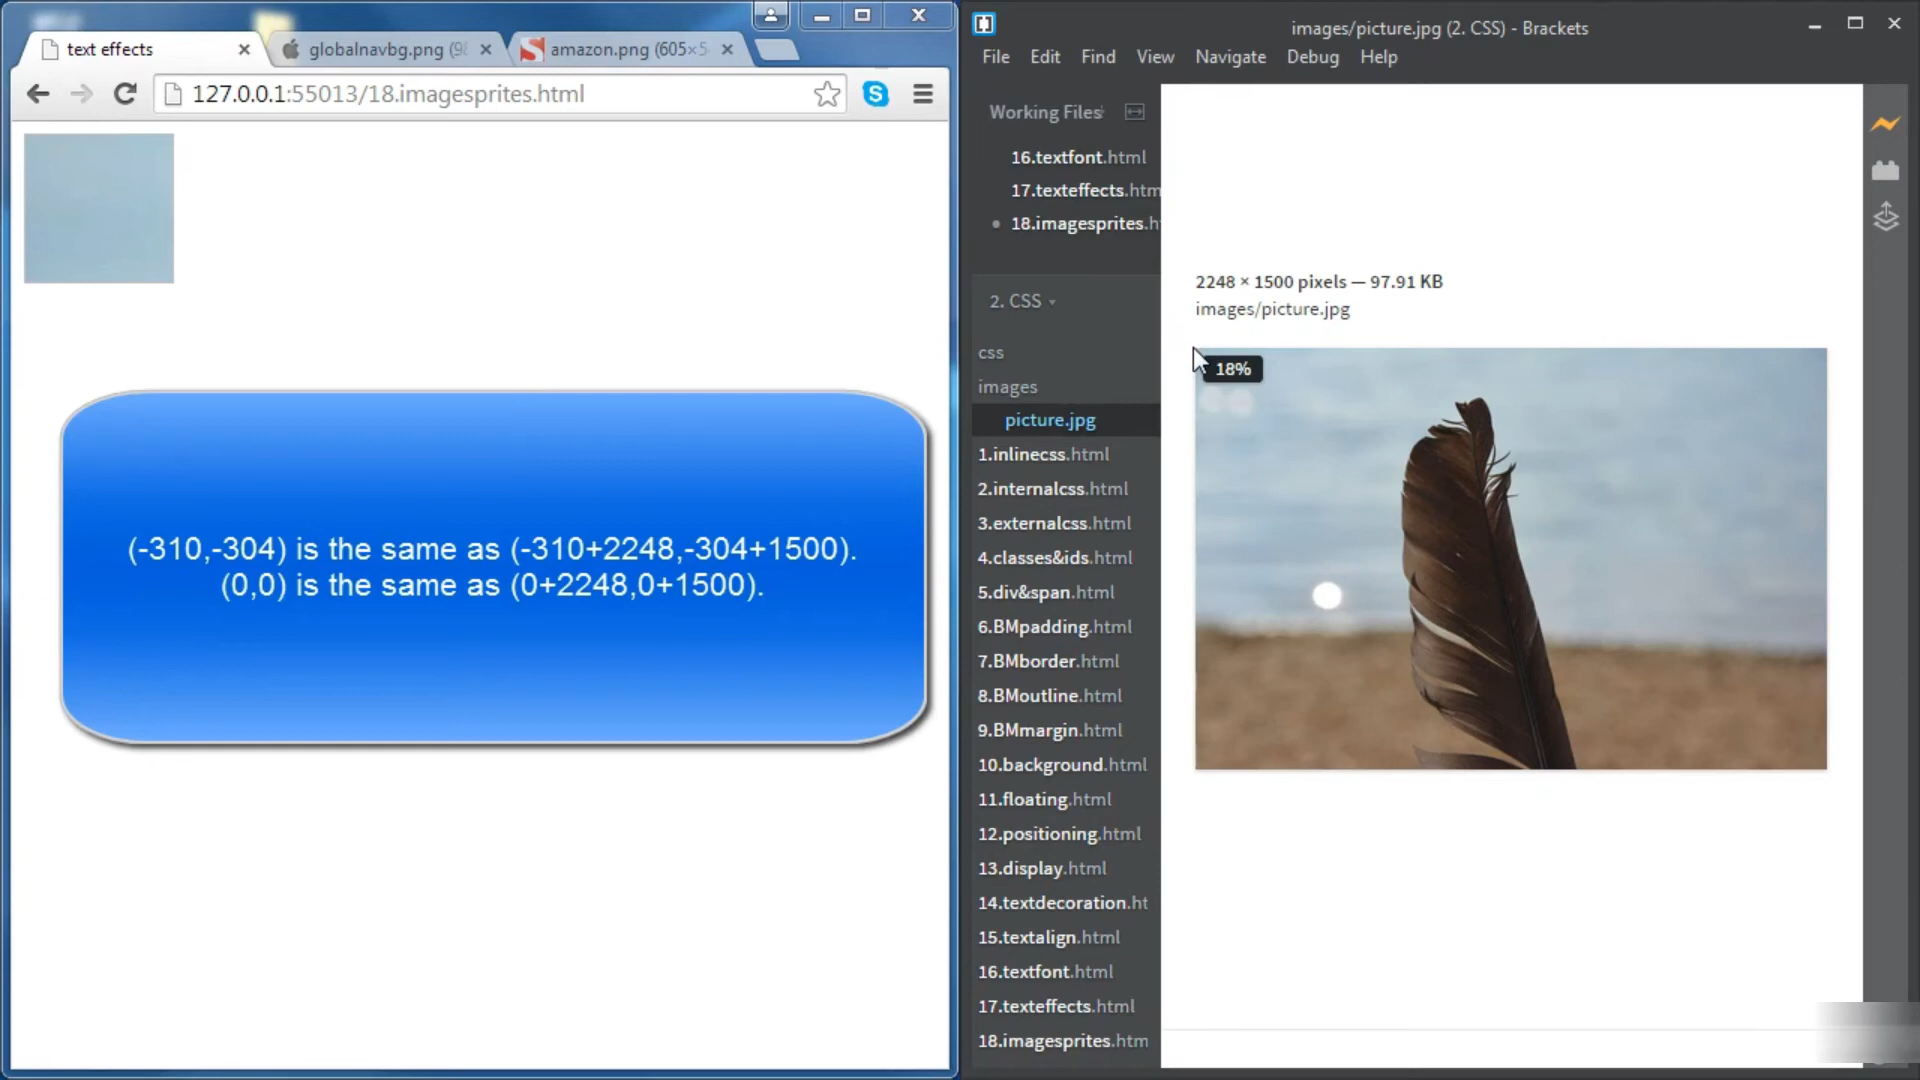 text effects
globalnavbg.png (98
amazon.png (605×5
127.0.0.1:55013/18.imagesprites.html
(-310,-304) is the same as (-310+2248,-304+1500).
(0,0) is the same as (0+2248,0+1500).
images/picture.jpg (2. CSS) - Brackets
File Edit Find View Navigate Debug Help
Working Files
16.textfont.html
17.texteffects.htm
18.imagesprites.h
2. CSS
css
images
picture.jpg
1.inlinecss.html
2.internalcss.html
3.externalcss.html
4.classes&ids.html
5.div&span.html
6.BMpadding.html
7.BMborder.html
8.BMoutline.html
9.BMmargin.html
10.background.html
11.floating.html
12.positioning.html
13.display.html
14.textdecoration.ht
15.textalign.html
16.textfont.html
17.texteffects.html
18.imagesprites.htm
2248 × 1500 pixels — 97.91 KB
images/picture.jpg
18%